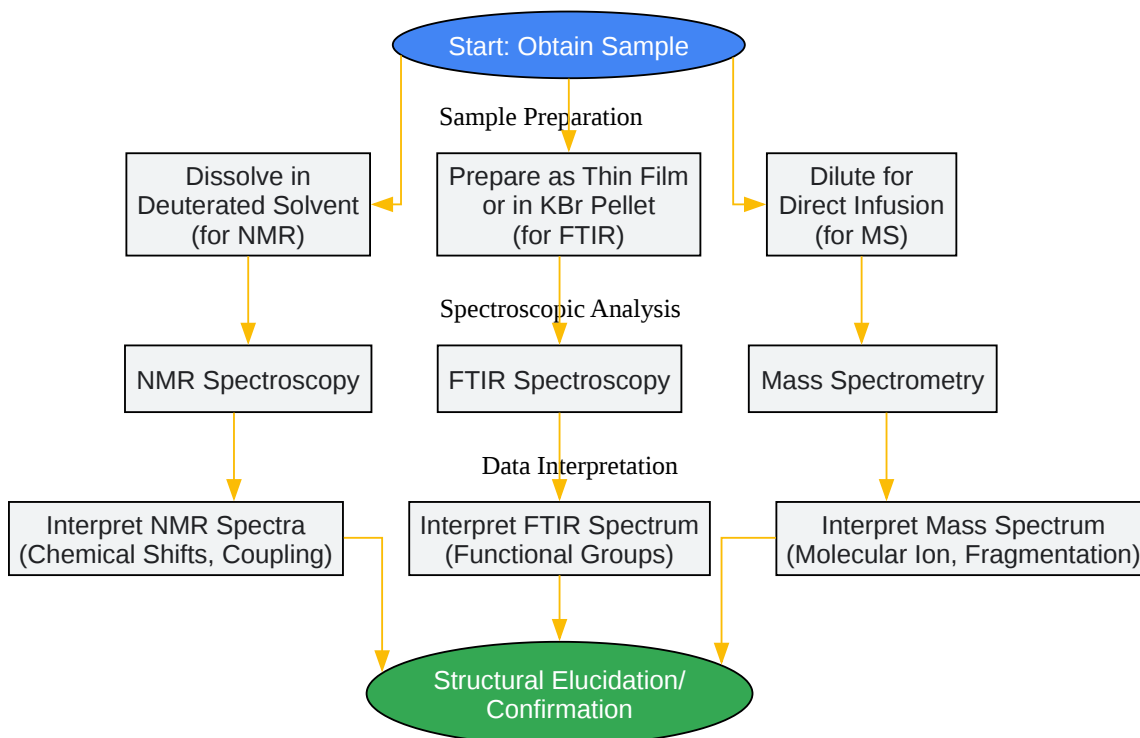 Start: Obtain Sample
Sample Preparation
Dissolve in
Deuterated Solvent
(for NMR)
Prepare as Thin Film
or in KBr Pellet
(for FTIR)
Dilute for
Direct Infusion
(for MS)
Spectroscopic Analysis
NMR Spectroscopy
FTIR Spectroscopy
Mass Spectrometry
Data Interpretation
Interpret NMR Spectra
(Chemical Shifts, Coupling)
Interpret FTIR Spectrum
(Functional Groups)
Interpret Mass Spectrum
(Molecular Ion, Fragmentation)
Structural Elucidation/
Confirmation